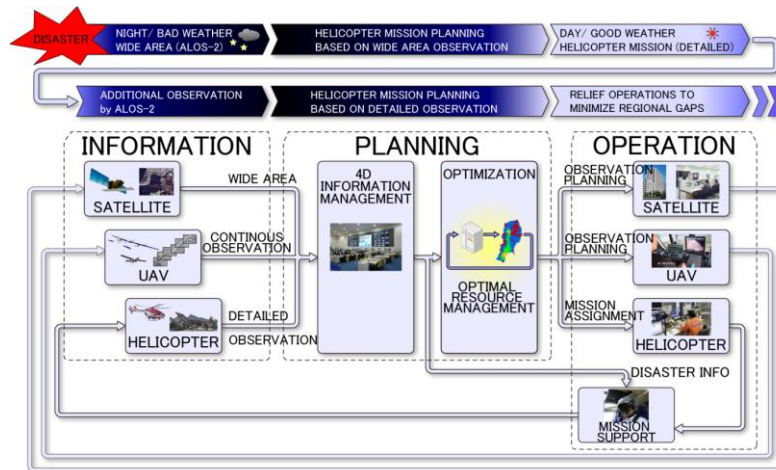 DISASTER
NIGHT/ BAD WEATHER
WIDE AREA (ALOS-2)
HELICOPTER MISSION PLANNING
BASED ON WIDE AREA OBSERVATION
DAY/ GOOD WEATHER
HELICOPTER MISSION (DETAILED)
ADDITIONAL OBSERVATION
by ALOS-2
HELICOPTER MISSION PLANNING
BASED ON DETAILED OBSERVATION
RELIEF OPERATIONS TO
MINIMIZE REGIONAL GAPS
INFORMATION
SATELLITE
WIDE AREA
UAV
CONTINOUS
OBSERVATION
HELICOPTER
DETAILED
OBSERVATION
PLANNING
4D
INFORMATION
MANAGEMENT
OPTIMIZATION
OPTIMAL
RESOURCE
MANAGEMENT
OPERATION
OBSERVATION
PLANNING
SATELLITE
OBSERVATION
PLANNING
UAV
MISSION
ASSIGNMENT
HELICOPTER
DISASTER INFO
MISSION
SUPPORT